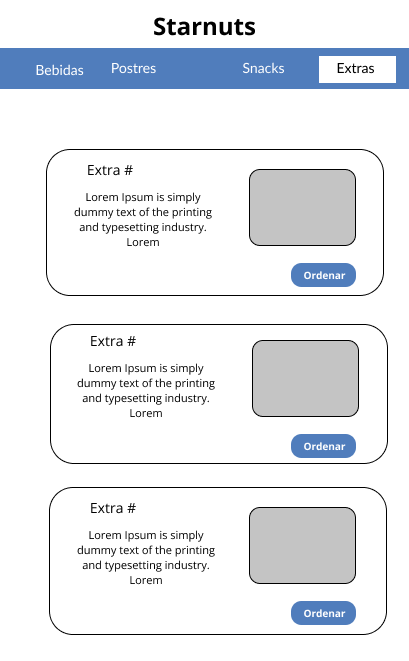 Starnuts
Bebidas Postres Snacks Extras
Extra #
Lorem Ipsum is simply
dummy text of the printing
and typesetting industry.
Lorem
Ordenar
Extra #
Lorem Ipsum is simply
dummy text of the printing
and typesetting industry.
Lorem
Ordenar
Extra #
Lorem Ipsum is simply
dummy text of the printing
and typesetting industry.
Lorem
Ordenar